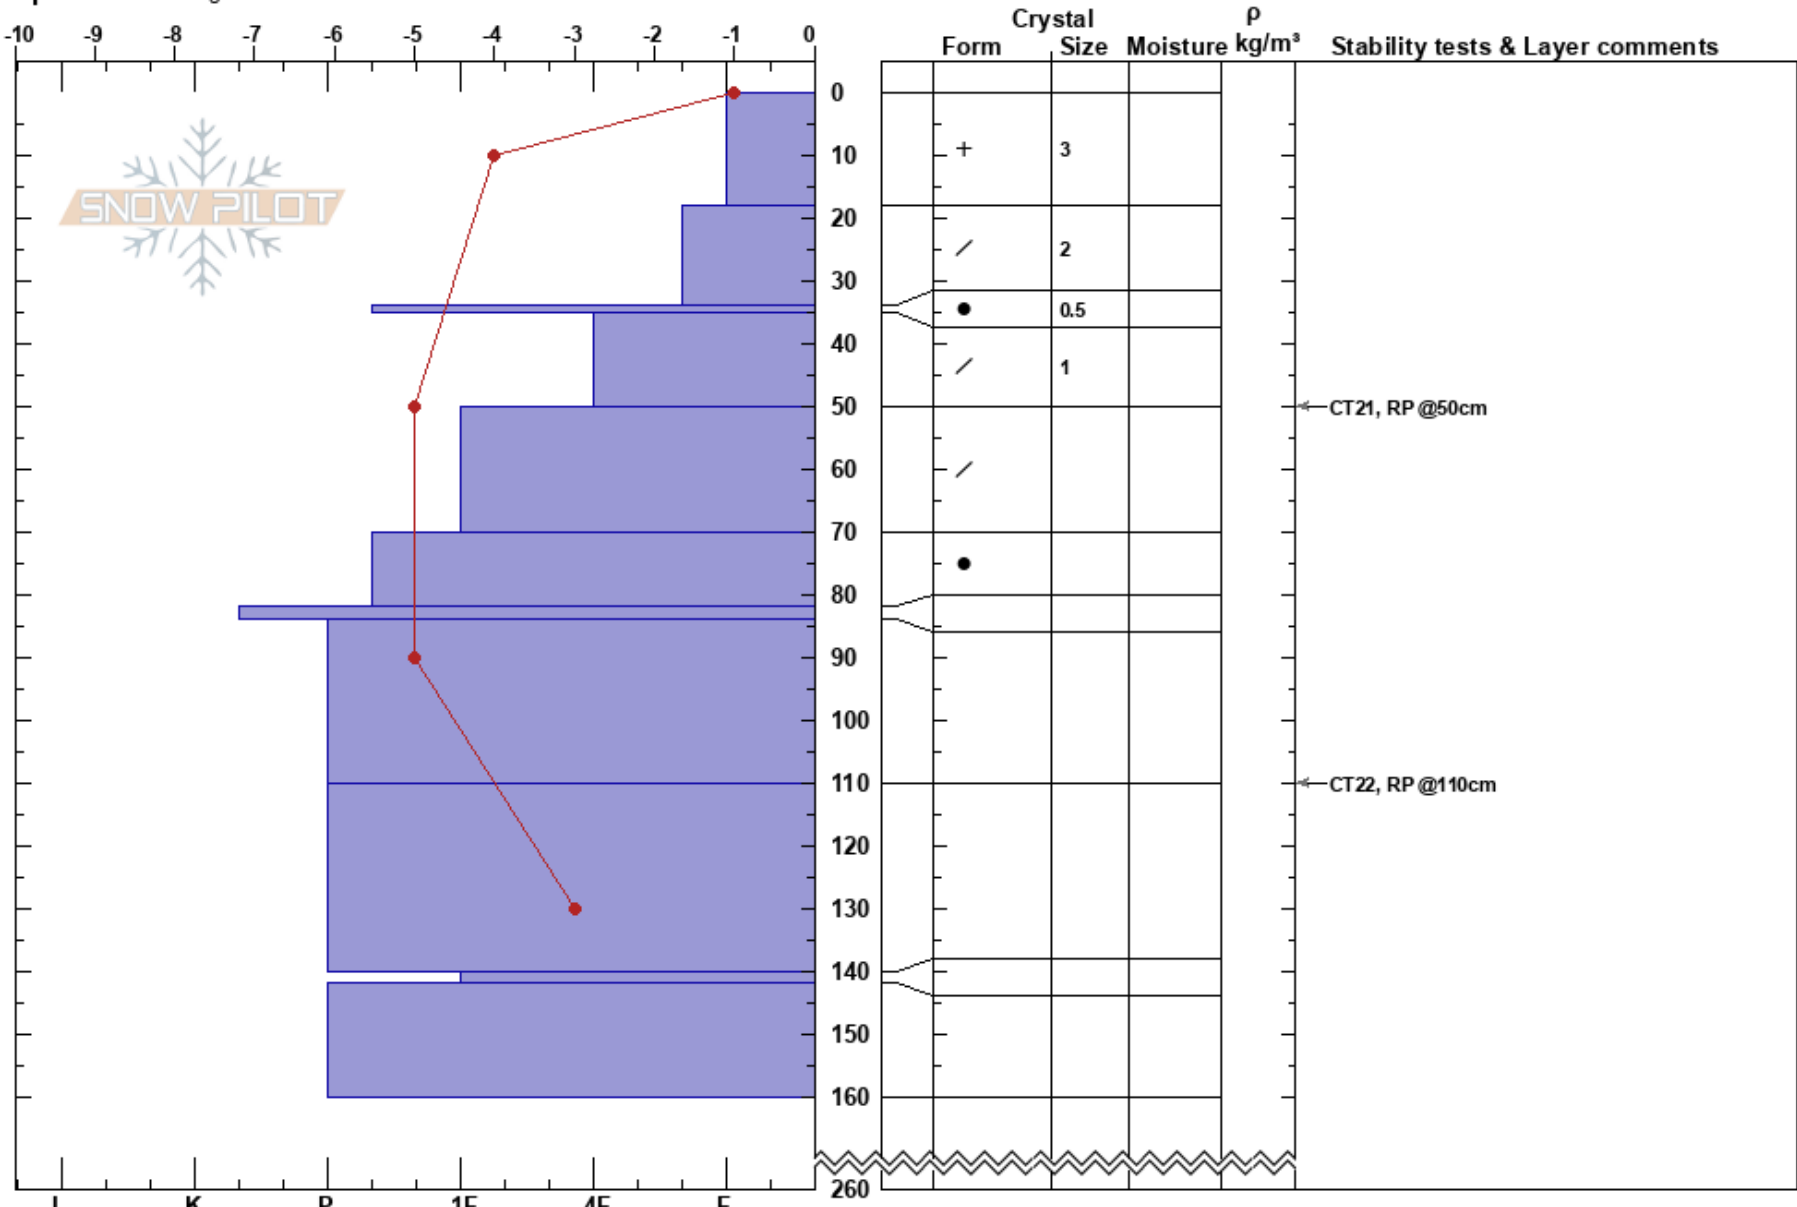 Crystal ρ
-10 -9 -8 -7 -6 -5 -4 -3 -2 -1 0 Form Size Moisture kg/m³ Stability tests & Layer comments
0
10 + 3
SNOW PILOT
20
2
30
0.5
40
1
50 CT21, RP @50cm
60
70
80
90
100
110 CT22, RP @110cm
120
130
140
150
160
260
K P 1F 4F F